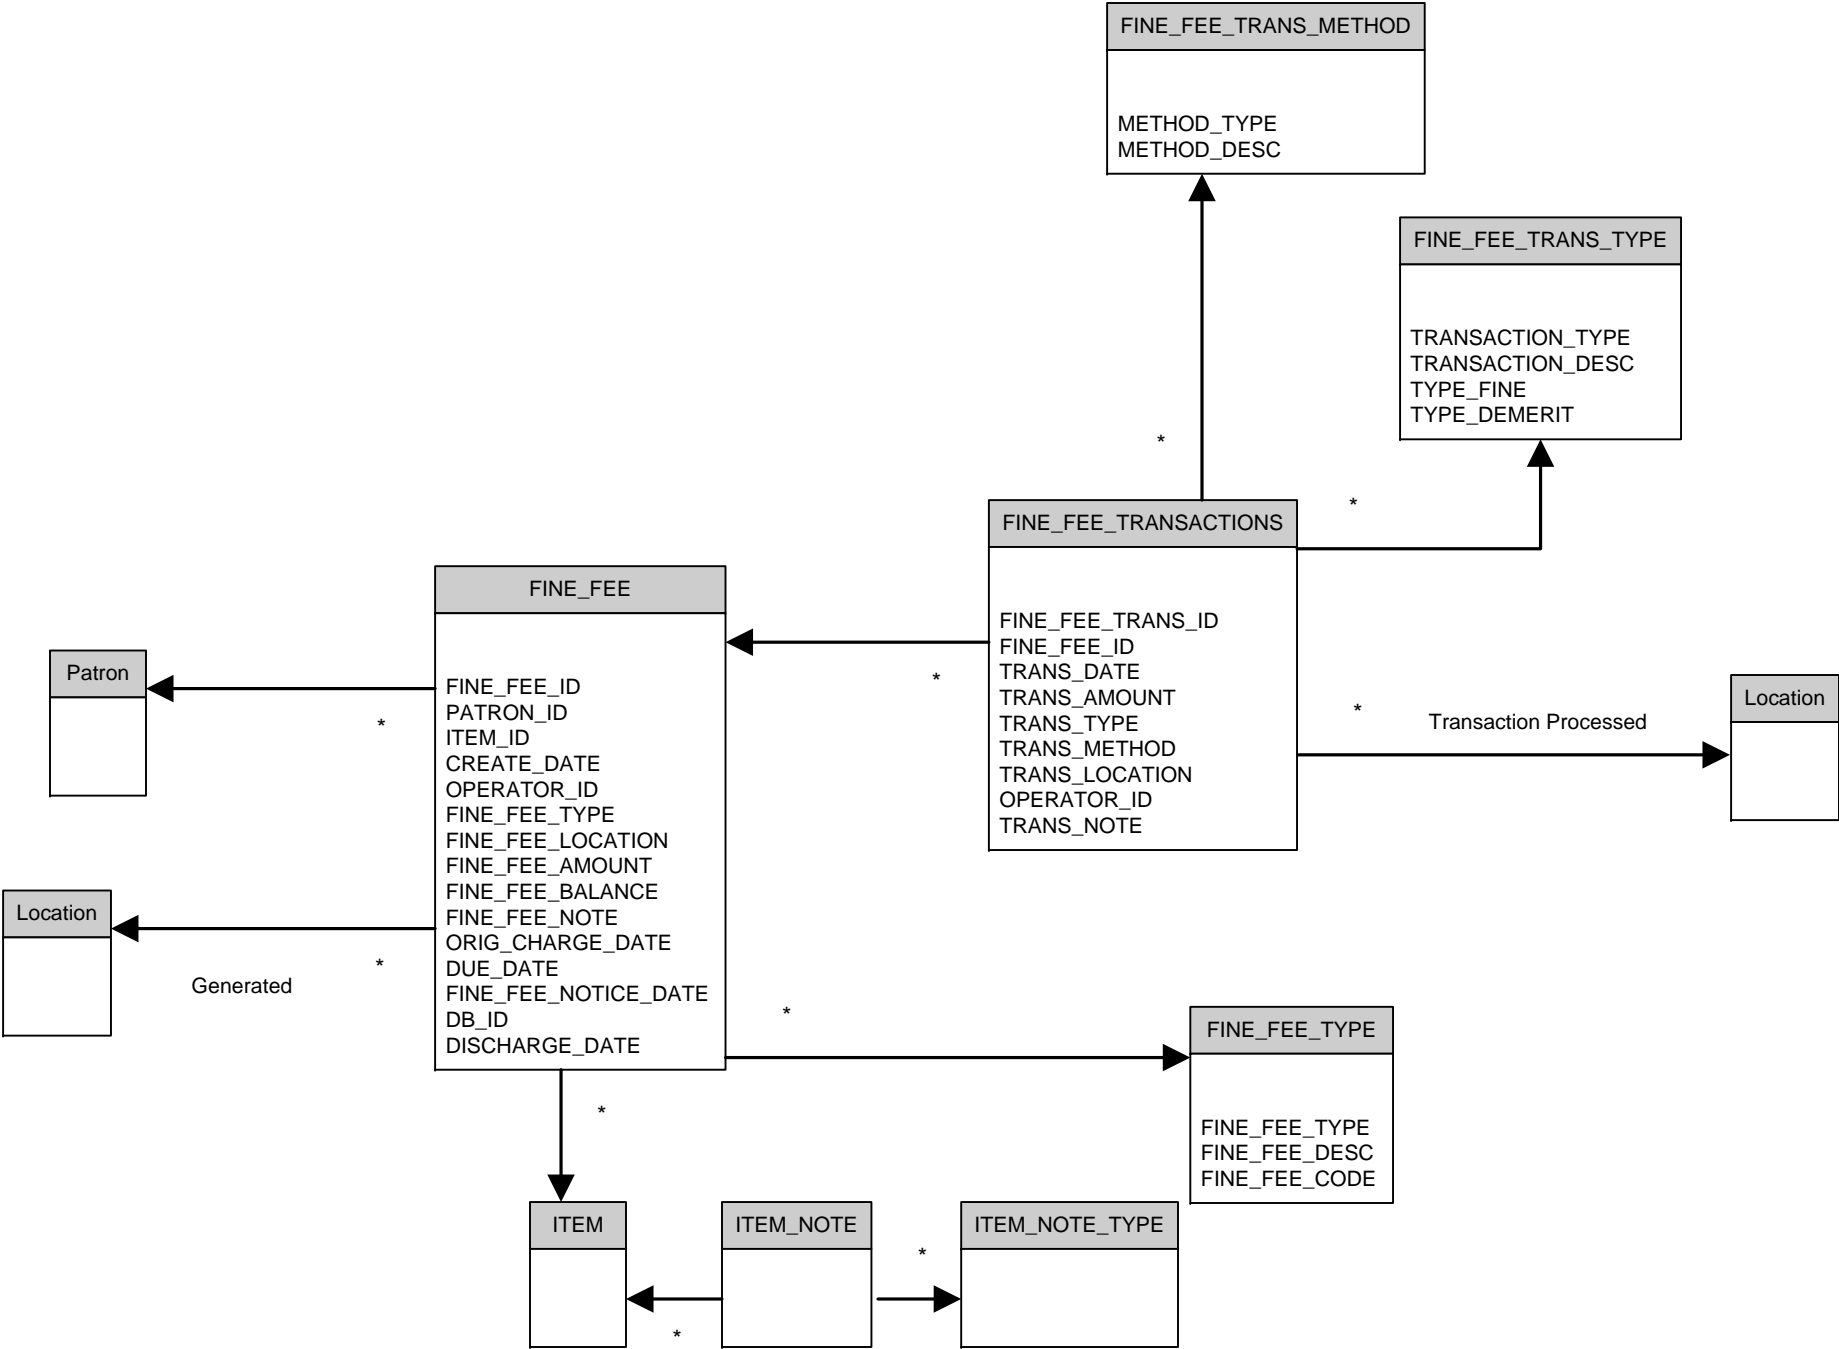 FINE_FEE_TRANS_METHOD
METHOD_TYPE
METHOD_DESC
FINE_FEE_TRANS_TYPE
TRANSACTION_TYPE
TRANSACTION_DESC
TYPE_FINE
TYPE_DEMERIT
*
*
FINE_FEE_TRANSACTIONS
FINE_FEE_TRANS_ID
FINE_FEE_ID
TRANS_DATE
TRANS_AMOUNT
TRANS_TYPE
TRANS_METHOD
TRANS_LOCATION
OPERATOR_ID
TRANS_NOTE
*
*
Transaction Processed
Location
FINE_FEE
FINE_FEE_ID
PATRON_ID
ITEM_ID
CREATE_DATE
OPERATOR_ID
FINE_FEE_TYPE
FINE_FEE_LOCATION
FINE_FEE_AMOUNT
FINE_FEE_BALANCE
FINE_FEE_NOTE
ORIG_CHARGE_DATE
DUE_DATE
FINE_FEE_NOTICE_DATE
DB_ID
DISCHARGE_DATE
Patron
*
Location
*
Generated
*
FINE_FEE_TYPE
FINE_FEE_TYPE
FINE_FEE_DESC
FINE_FEE_CODE
*
ITEM
ITEM_NOTE
ITEM_NOTE_TYPE
*
*